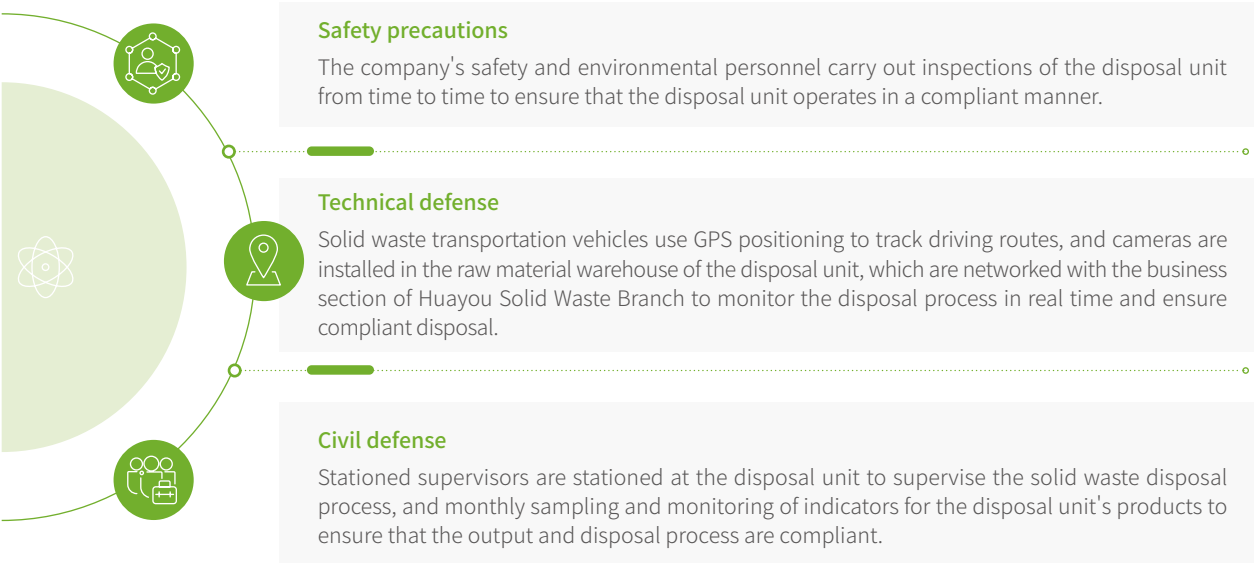 Safety precautions
The company's safety and environmental personnel carry out inspections of the disposal unit
from time to time to ensure that the disposal unit operates in a compliant manner.
Technical defense
Solid waste transportation vehicles use GPS positioning to track driving routes, and cameras are
installed in the raw material warehouse of the disposal unit, which are networked with the business
section of Huayou Solid Waste Branch to monitor the disposal process in real time and ensure
compliant disposal.
Civil defense
Stationed supervisors are stationed at the disposal unit to supervise the solid waste disposal
process, and monthly sampling and monitoring of indicators for the disposal unit's products to
ensure that the output and disposal process are compliant.